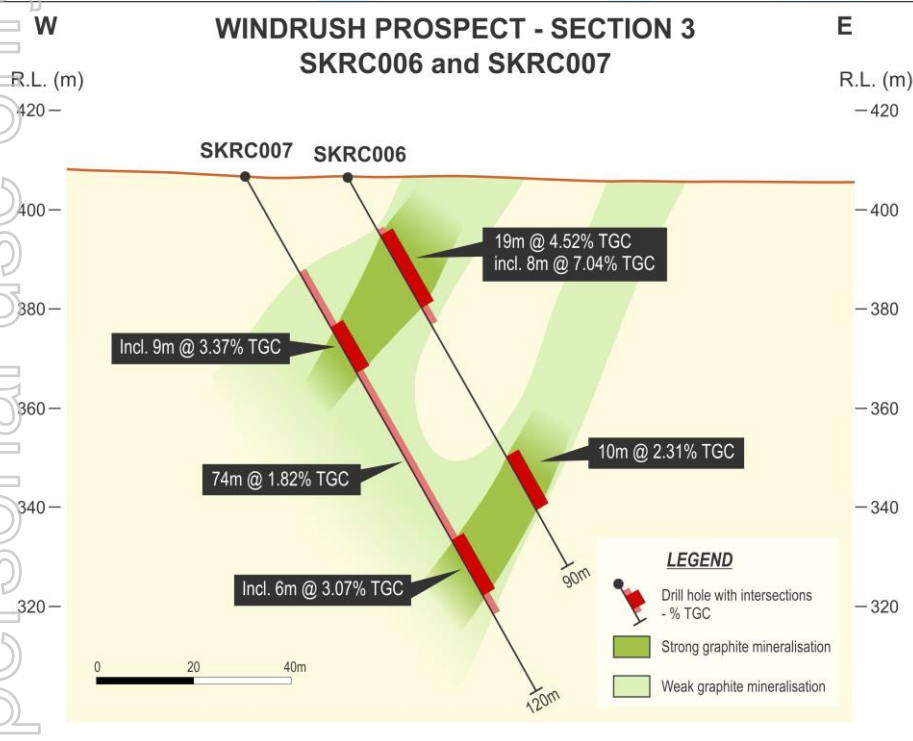 W
WINDRUSH PROSPECT - SECTION 3
E
SKRC006 and SKRC007
R.L. (m)
R.L. (m)
420
420
SKRC007
SKRC006
400
400
19m @ 4.52% TGC
incl. 8m @ 7.04% TGC
380
380
Incl. 9m @ 3.37% TGC
360
360
10m @ 2.31% TGC
74m @ 1.82% TGC
340
340
LEGEND
90m
Drill hole with intersections
- % TGC
Incl. 6m @ 3.07% TGC
320
320
Strong graphite mineralisation
0 20 40m
Weak graphite mineralisation
120m
personal use only